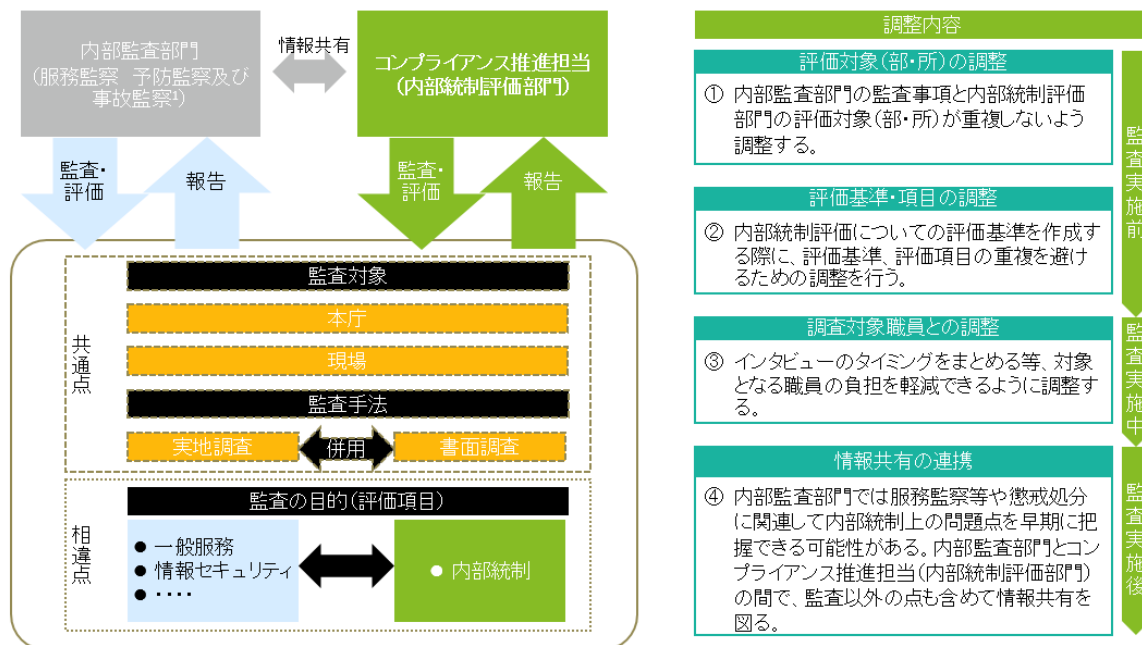 内部監査部門
(服務監察　予防監察及び
事故監察1)
情報共有
コンプライアンス推進担当
(内部統制評価部門)
監査・
評価
報告
監査・
評価
報告
共通点
監査対象
本庁
現場
監査手法
実地調査
併用
書面調査
相違点
監査の目的(評価項目)
● 一般服務
● 情報セキュリティ
● ････
● 内部統制
調整内容
評価対象(部・所)の調整
① 内部監査部門の監査事項と内部統制評価
部門の評価対象(部・所)が重複しないよう
調整する。
評価基準・項目の調整
② 内部統制評価についての評価基準を作成す
る際に、評価基準、評価項目の重複を避け
るための調整を行う。
監査実施前
調査対象職員との調整
③ インタビューのタイミングをまとめる等、対象
となる職員の負担を軽減できるように調整す
る。
監査実施中
情報共有の連携
④ 内部監査部門では服務監察等や懲戒処分
に関連して内部統制上の問題点を早期に把
握できる可能性がある。内部監査部門とコン
プライアンス推進担当(内部統制評価部門)
の間で、監査以外の点も含めて情報共有を
図る。
監査実施後